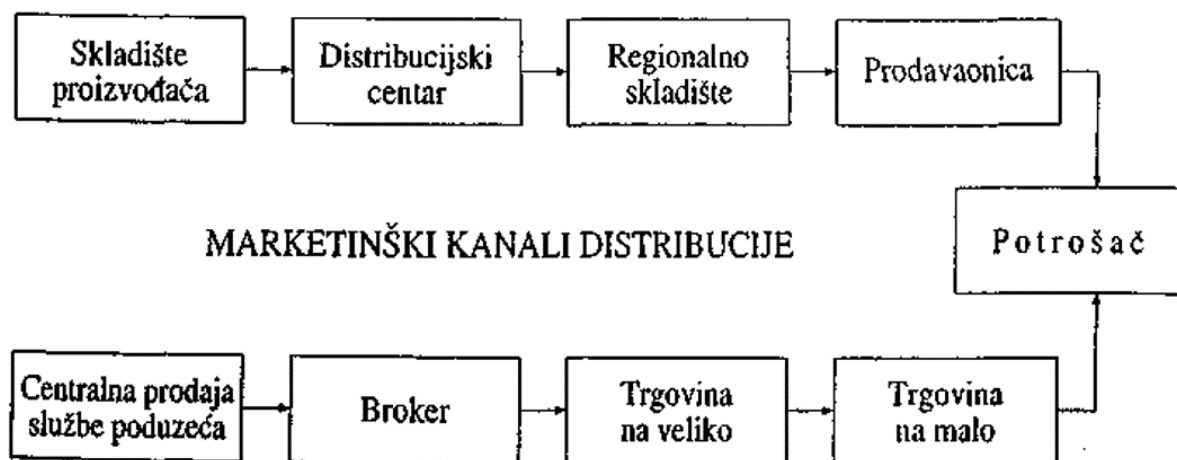 Skladište
proizvođača
Distribucijski
centar
Regionalno
skladište
Prodavaonica
MARKETINŠKI KANALI DISTRIBUCIJE
Potrošač
Centralna prodaja
službe poduzeća
Broker
Trgovina
na veliko
Trgovina
na malo